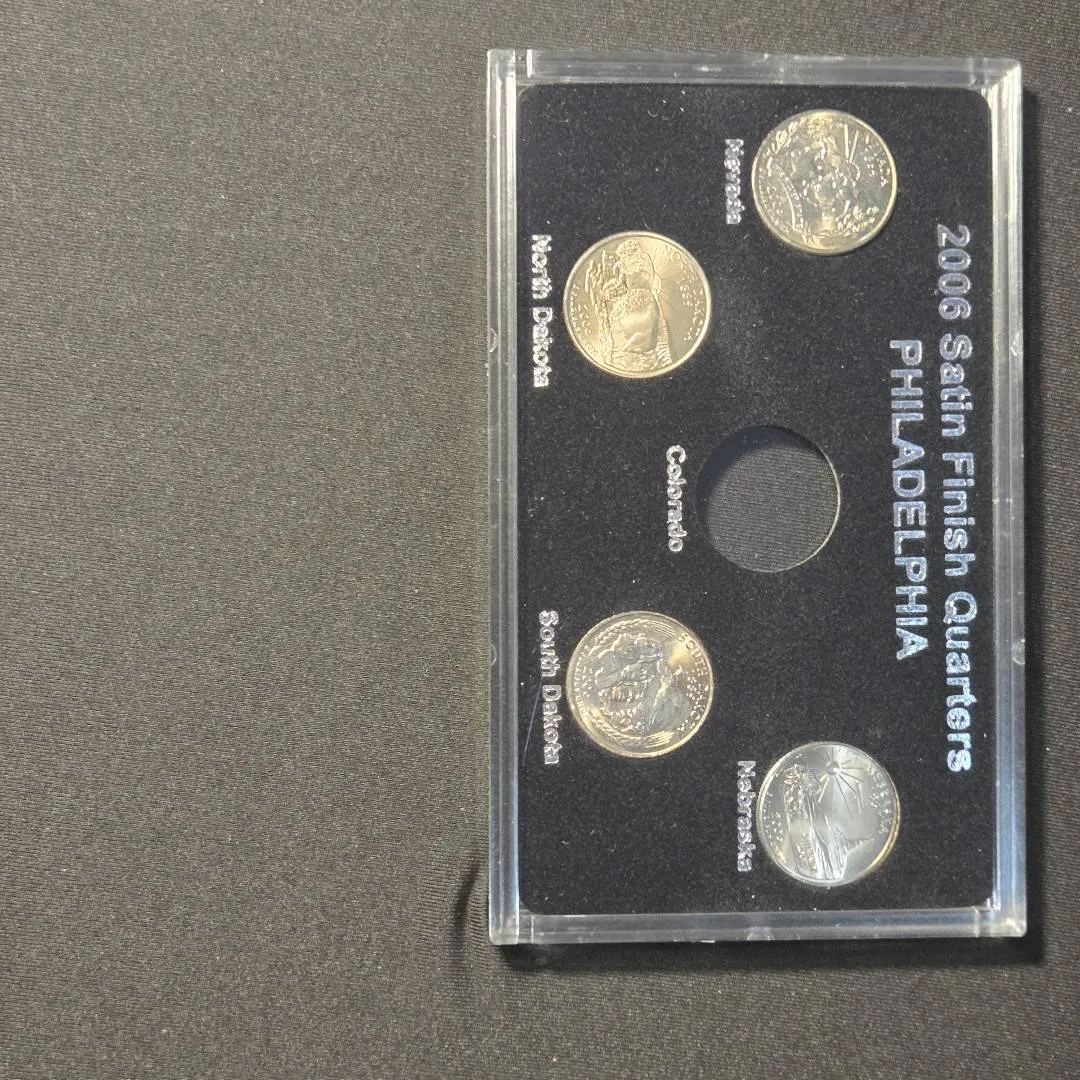 2006 Satin Finish Quarters
PHILADELPHIA
Nevada
North Dakota
Colorado
South Dakota
Nebraska